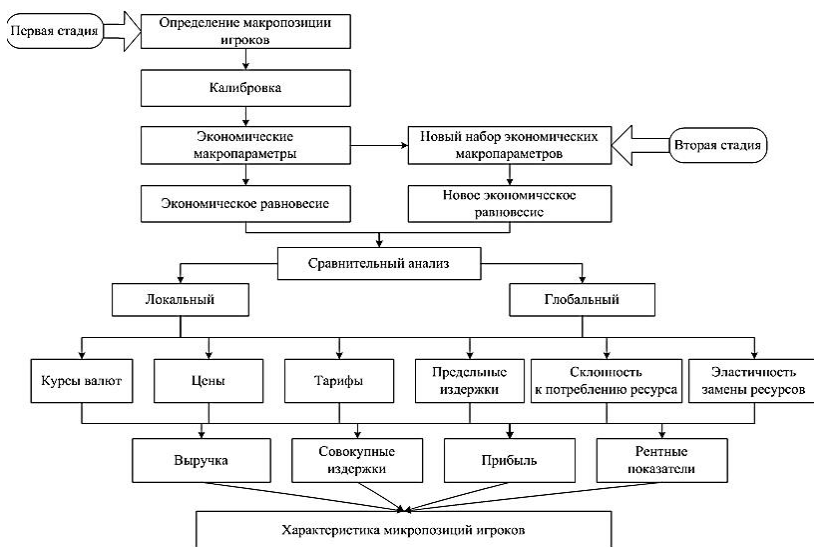 Первая стадия
Определение макропозиции
игроков
Калибровка
Экономические
макропараметры
Новый набор экономических
макропараметров
Вторая стадия
Экономическое равновесие
Новое экономическое
равновесие
Сравнительный анализ
Локальный
Глобальный
Курсы валют
Цены
Тарифы
Предельные
издержки
Склонность
к потреблению ресурса
Эластичность
замены ресурсов
Выручка
Совокупные
издержки
Прибыль
Рентные
показатели
Характеристика микропозиций игроков